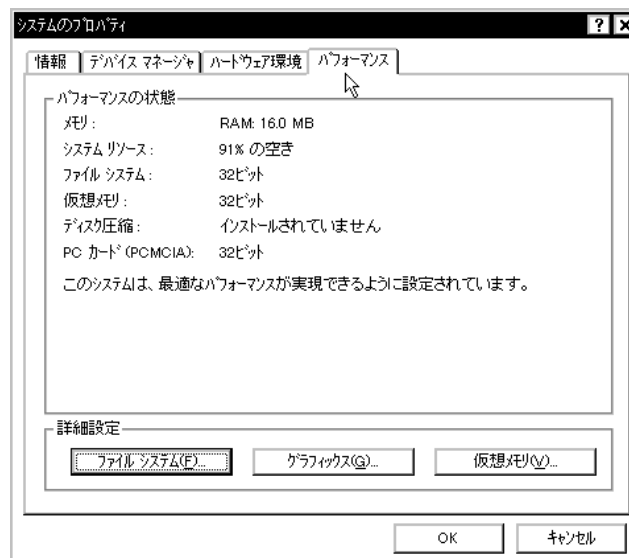 システムのプロパティ
情報 デバイス マネージャ ハードウェア環境 パフォーマンス
パフォーマンスの状態
メモリ: RAM: 16.0 MB
システム リソース: 91% の空き
ファイル システム: 32ビット
仮想メモリ: 32ビット
ディスク圧縮: インストールされていません
PC カード (PCMCIA): 32ビット
このシステムは、最適なパフォーマンスが実現できるように設定されています。
詳細設定
ファイル システム(F)... グラフィックス(G)... 仮想メモリ(V)...
OK キャンセル